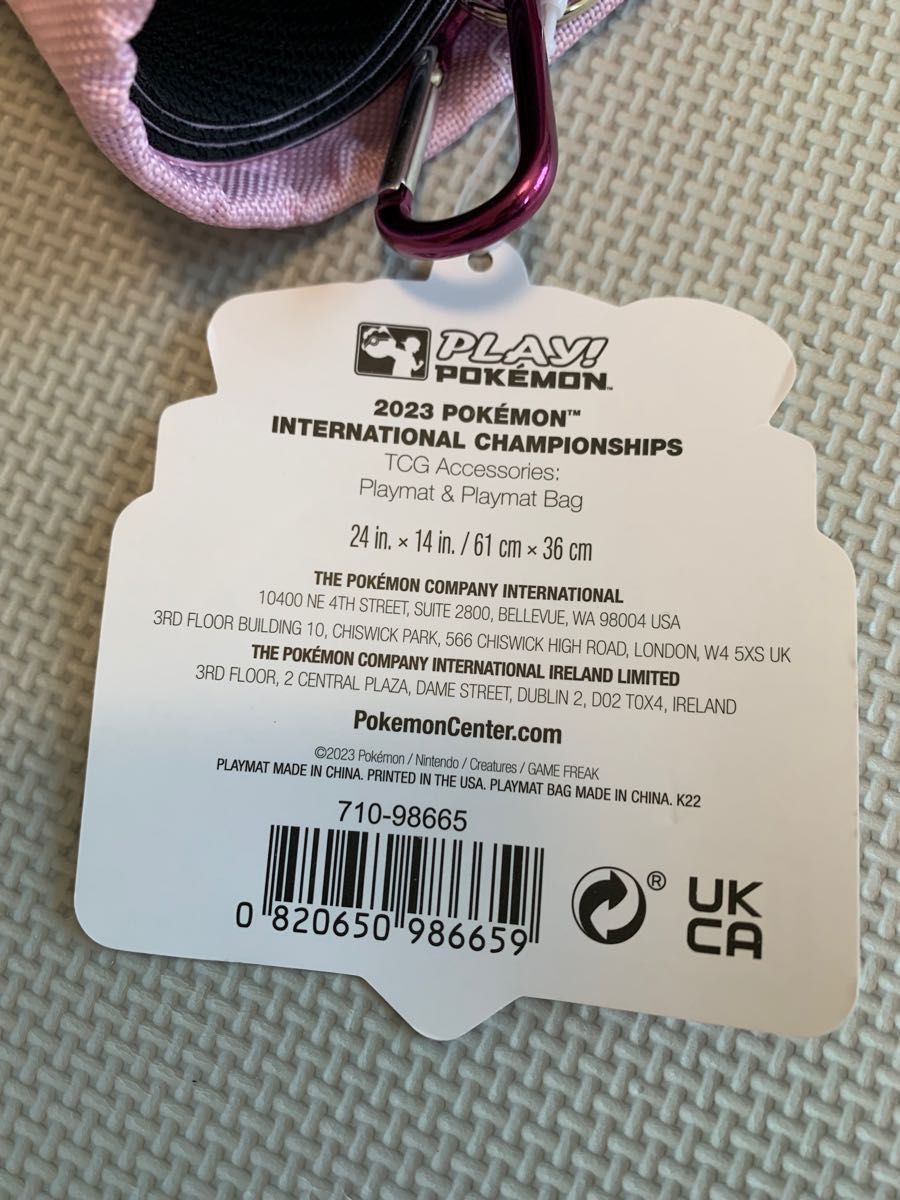 PLAY!
POKÉMON™
2023 POKÉMON™
INTERNATIONAL CHAMPIONSHIPS
TCG Accessories:
Playmat & Playmat Bag
24 in. × 14 in. / 61 cm × 36 cm
THE POKÉMON COMPANY INTERNATIONAL
10400 NE 4TH STREET, SUITE 2800, BELLEVUE, WA 98004 USA
3RD FLOOR BUILDING 10, CHISWICK PARK, 566 CHISWICK HIGH ROAD, LONDON, W4 5XS UK
THE POKÉMON COMPANY INTERNATIONAL IRELAND LIMITED
3RD FLOOR, 2 CENTRAL PLAZA, DAME STREET, DUBLIN 2, D02 T0X4, IRELAND
PokemonCenter.com
©2023 Pokémon / Nintendo / Creatures / GAME FREAK
PLAYMAT MADE IN CHINA. PRINTED IN THE USA. PLAYMAT BAG MADE IN CHINA. K22
710-98665
0 820650 986659
®
UK
CA